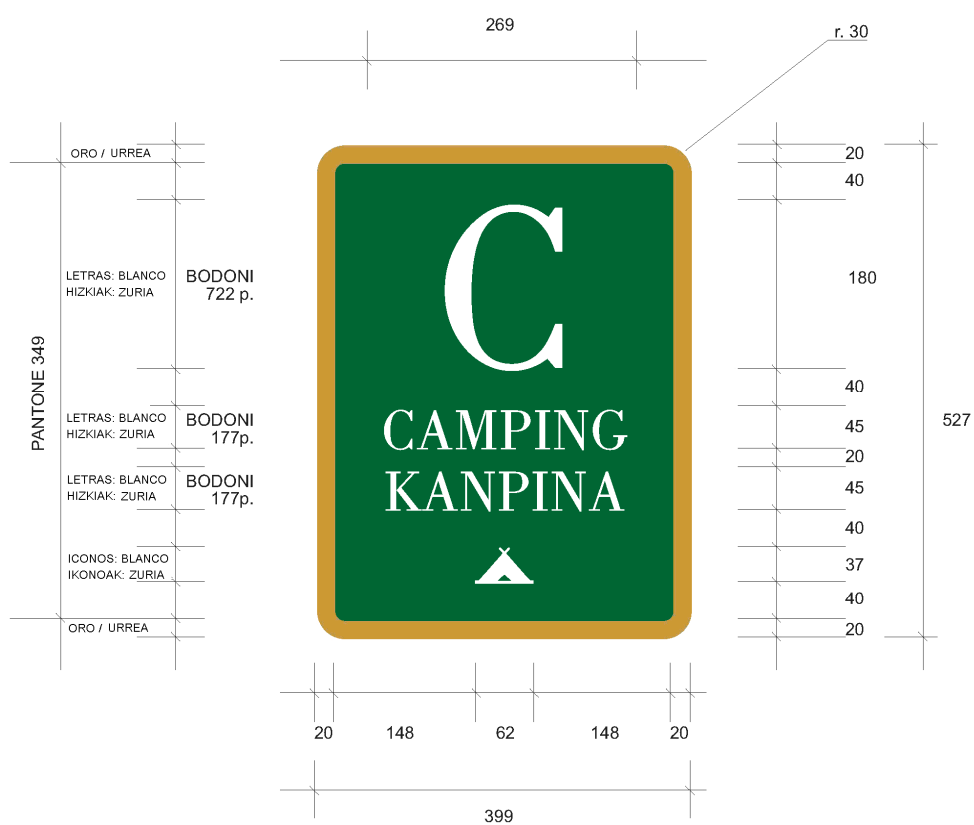 269
r. 30
ORO / URREA
20
40
LETRAS: BLANCO
HIZKIAK: ZURIA
BODONI
722 p.
C
180
PANTONE 349
40
LETRAS: BLANCO
HIZKIAK: ZURIA
BODONI
177p.
CAMPING
45
527
20
LETRAS: BLANCO
HIZKIAK: ZURIA
BODONI
177p.
KANPINA
45
40
ICONOS: BLANCO
IKONOAK: ZURIA
37
40
ORO / URREA
20
20 148 62 148 20
399